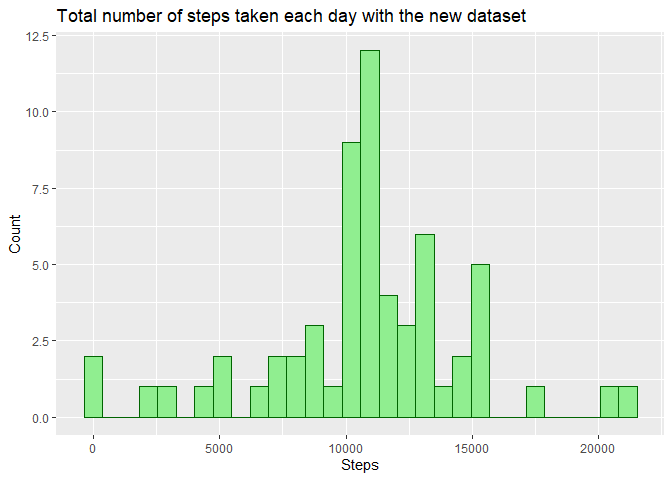 Total number of steps taken each day with the new dataset
12.5
10.0
7.5
5.0
2.5
0.0
Count
0 5000 10000 15000 20000
Steps